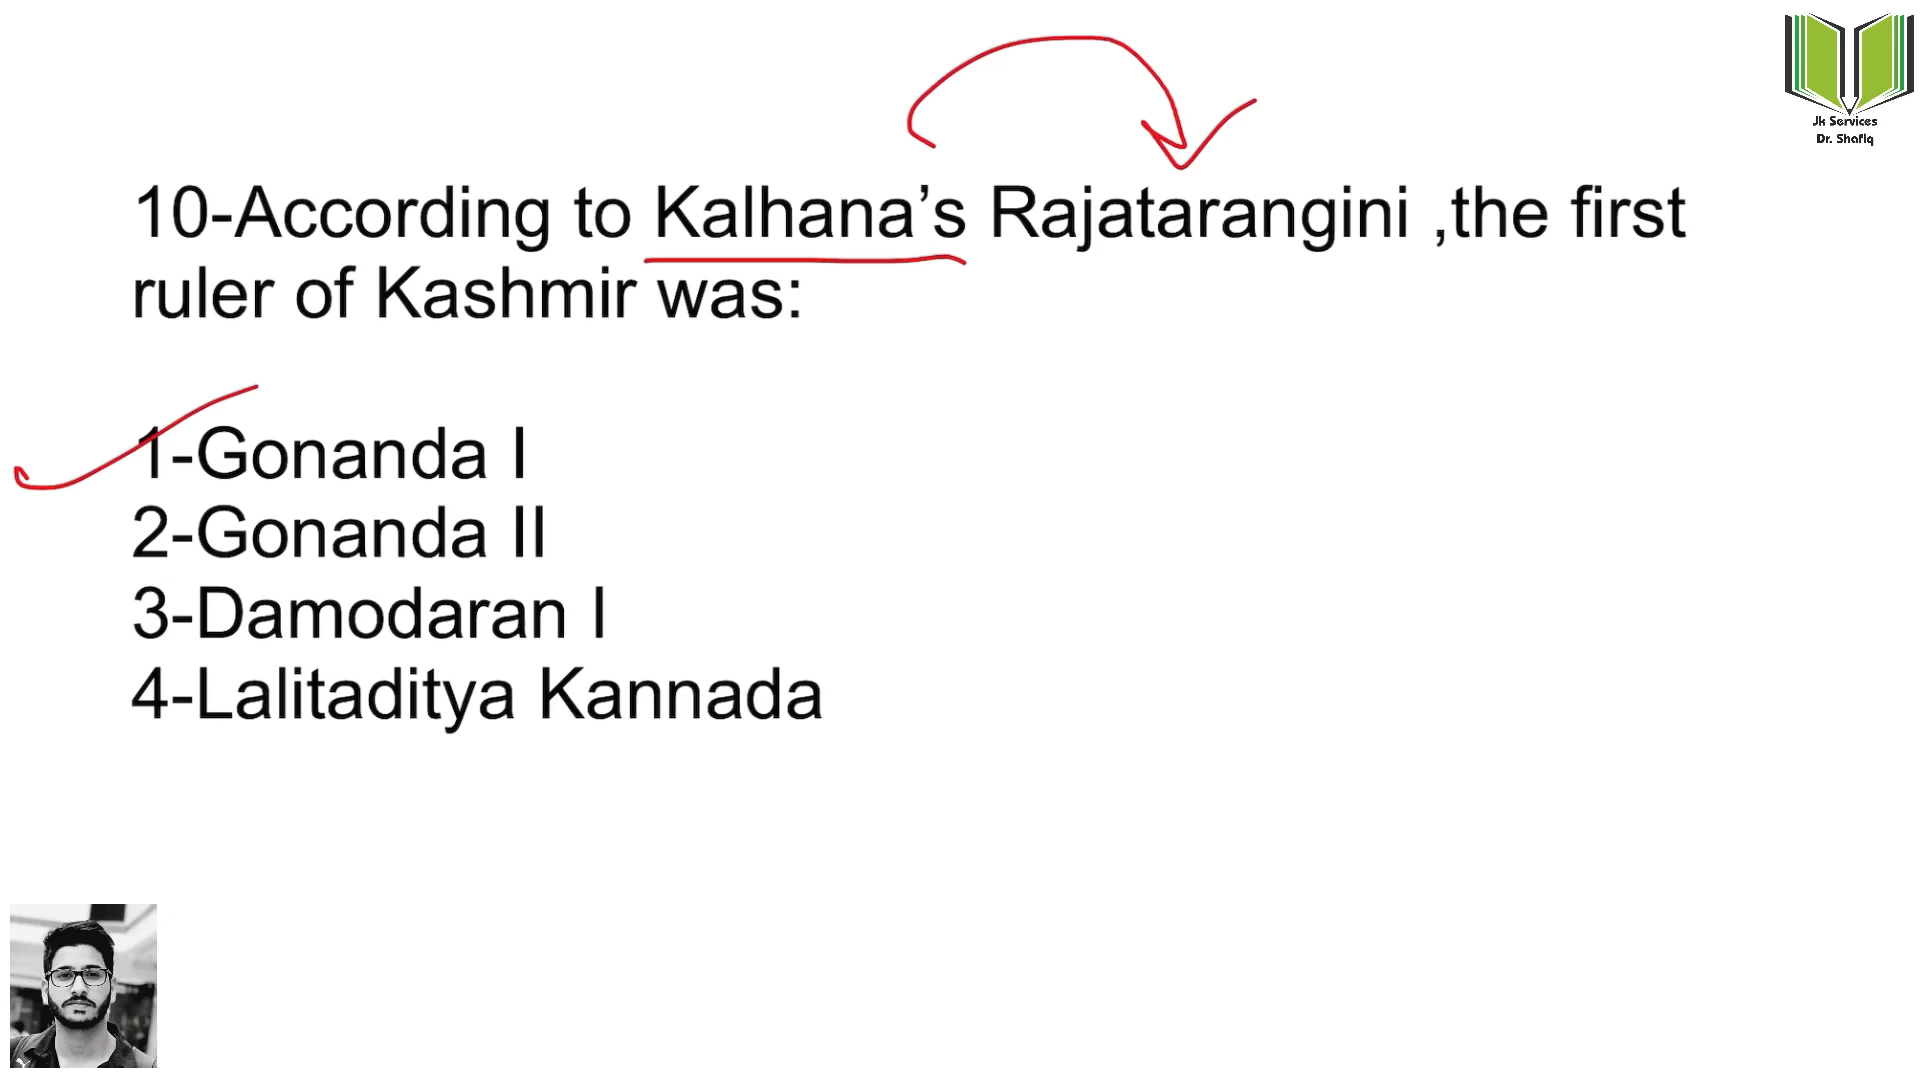 Jk Services
Dr. Shafiq
10-According to Kalhana’s Rajatarangini ,the first
ruler of Kashmir was:
1-Gonanda I
2-Gonanda II
3-Damodaran I
4-Lalitaditya Kannada